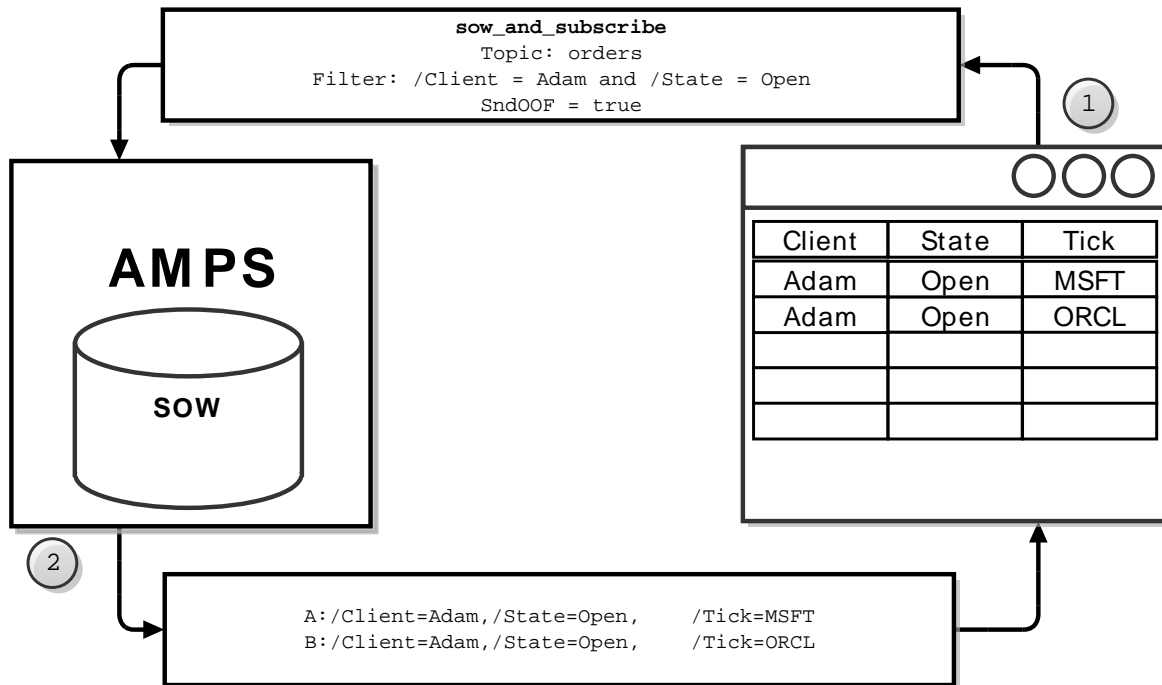 sow_and_subscribe
Topic: orders
Filter: /Client = Adam and /State = Open
SndOOF = true
1
AMPS
SOW
Client State Tick
Adam Open MSFT
Adam Open ORCL
2
A:/Client=Adam,/State=Open, /Tick=MSFT
B:/Client=Adam,/State=Open, /Tick=ORCL